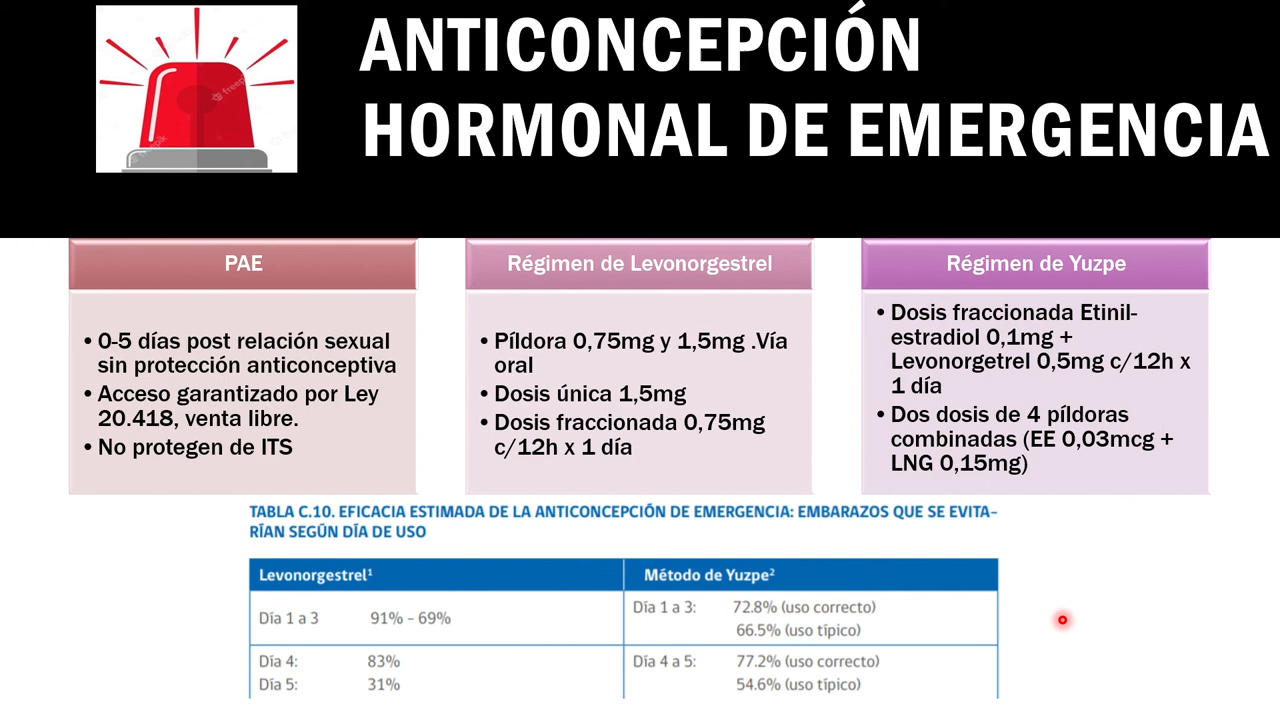 ANTICONCEPCIÓN
HORMONAL DE EMERGENCIA
freepik
PAE
• 0-5 días post relación sexual
sin protección anticonceptiva
• Acceso garantizado por Ley
20.418, venta libre.
• No protegen de ITS
Régimen de Levonorgestrel
• Píldora 0,75mg y 1,5mg .Vía
oral
• Dosis única 1,5mg
• Dosis fraccionada 0,75mg
c/12h x 1 día
Régimen de Yuzpe
• Dosis fraccionada Etinil-
estradiol 0,1mg +
Levonorgetrel 0,5mg c/12h x
1 día
• Dos dosis de 4 píldoras
combinadas (EE 0,03mcg +
LNG 0,15mg)
TABLA C.10. EFICACIA ESTIMADA DE LA ANTICONCEPCIÓN DE EMERGENCIA: EMBARAZOS QUE SE EVITA-
RÍAN SEGÚN DÍA DE USO
Levonorgestrel¹ Método de Yuzpe²
Día 1 a 3 91% - 69%
Día 1 a 3: 72.8% (uso correcto)
66.5% (uso típico)
Día 4: 83%
Día 5: 31%
Día 4 a 5: 77.2% (uso correcto)
54.6% (uso típico)